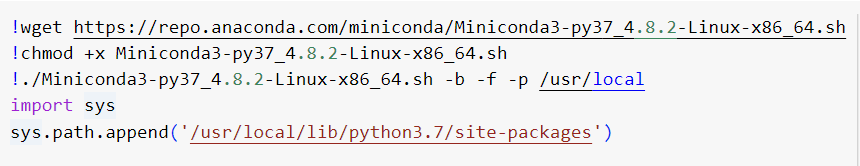 !wget https://repo.anaconda.com/miniconda/Miniconda3-py37_4.8.2-Linux-x86_64.sh
!chmod +x Miniconda3-py37_4.8.2-Linux-x86_64.sh
!./Miniconda3-py37_4.8.2-Linux-x86_64.sh -b -f -p /usr/local
import sys
sys.path.append('/usr/local/lib/python3.7/site-packages')